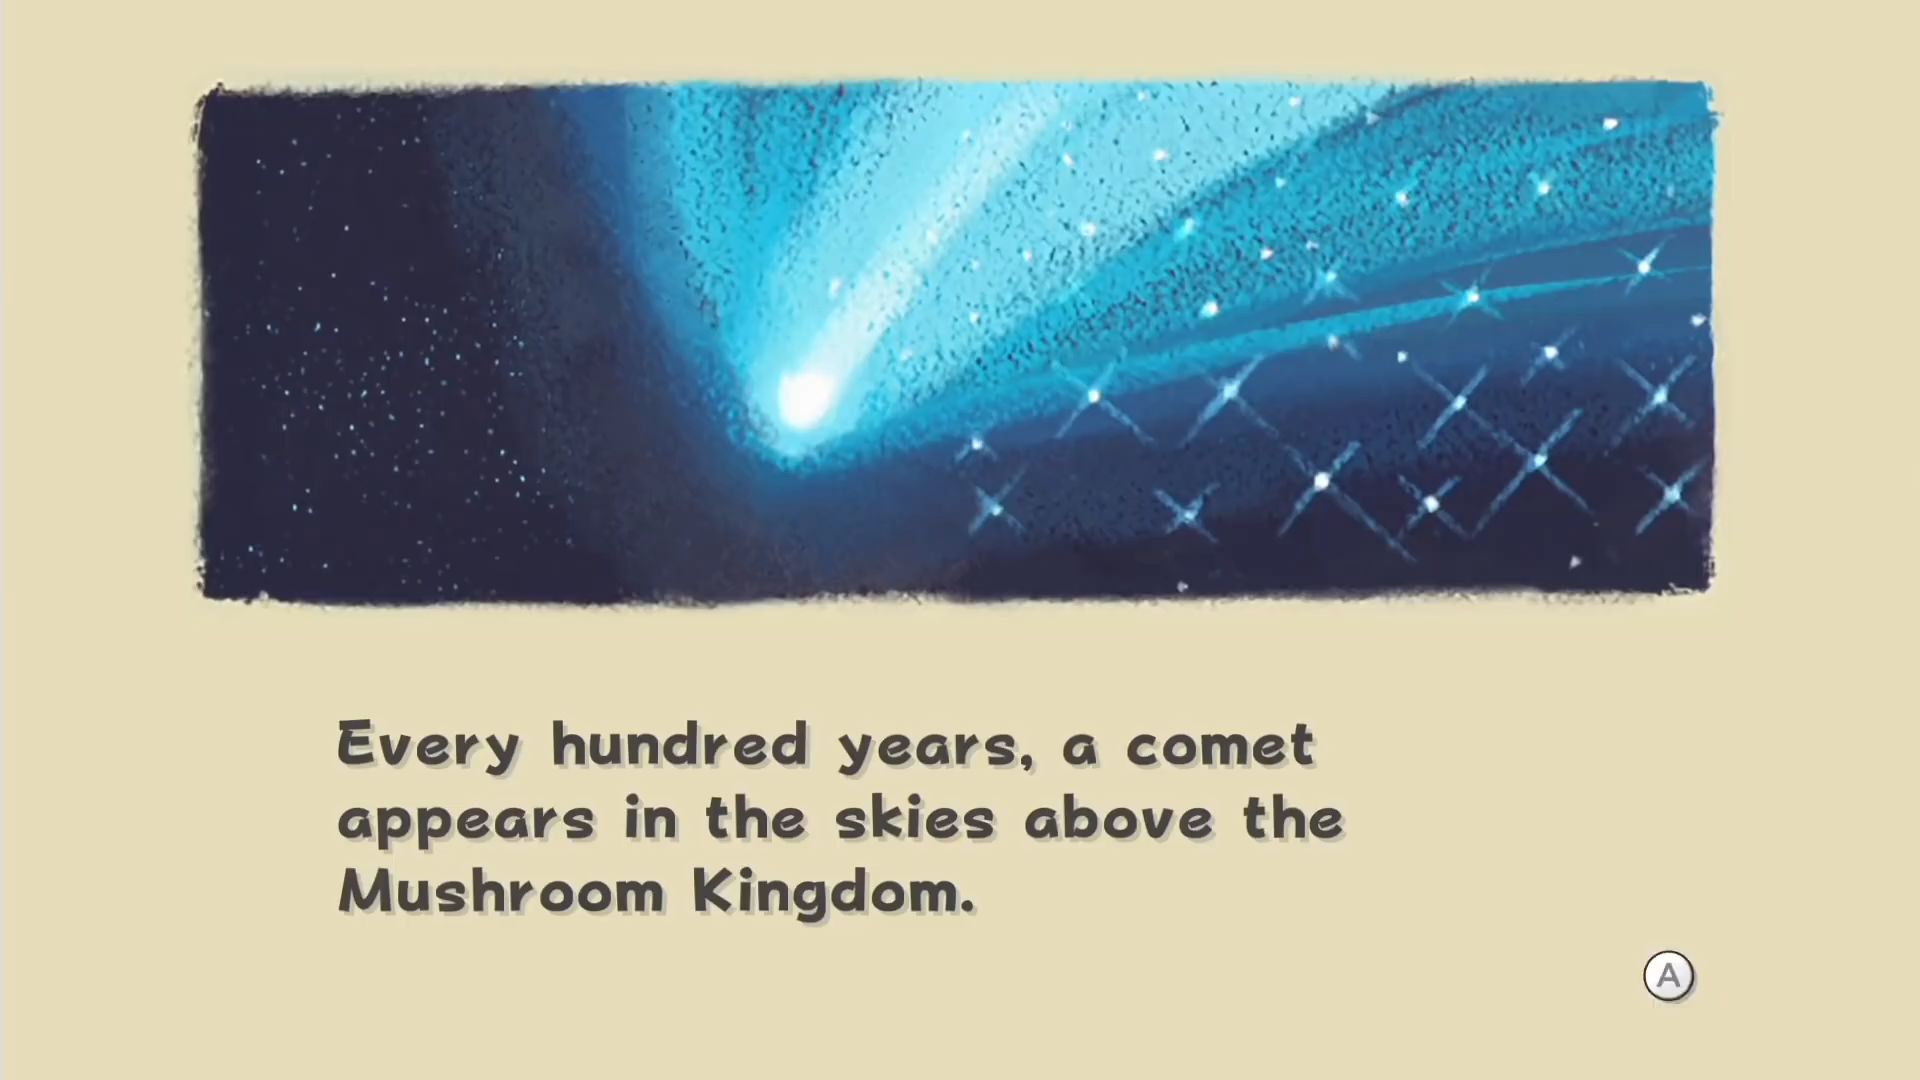 Every hundred years, a comet
appears in the skies above the
Mushroom Kingdom.
A